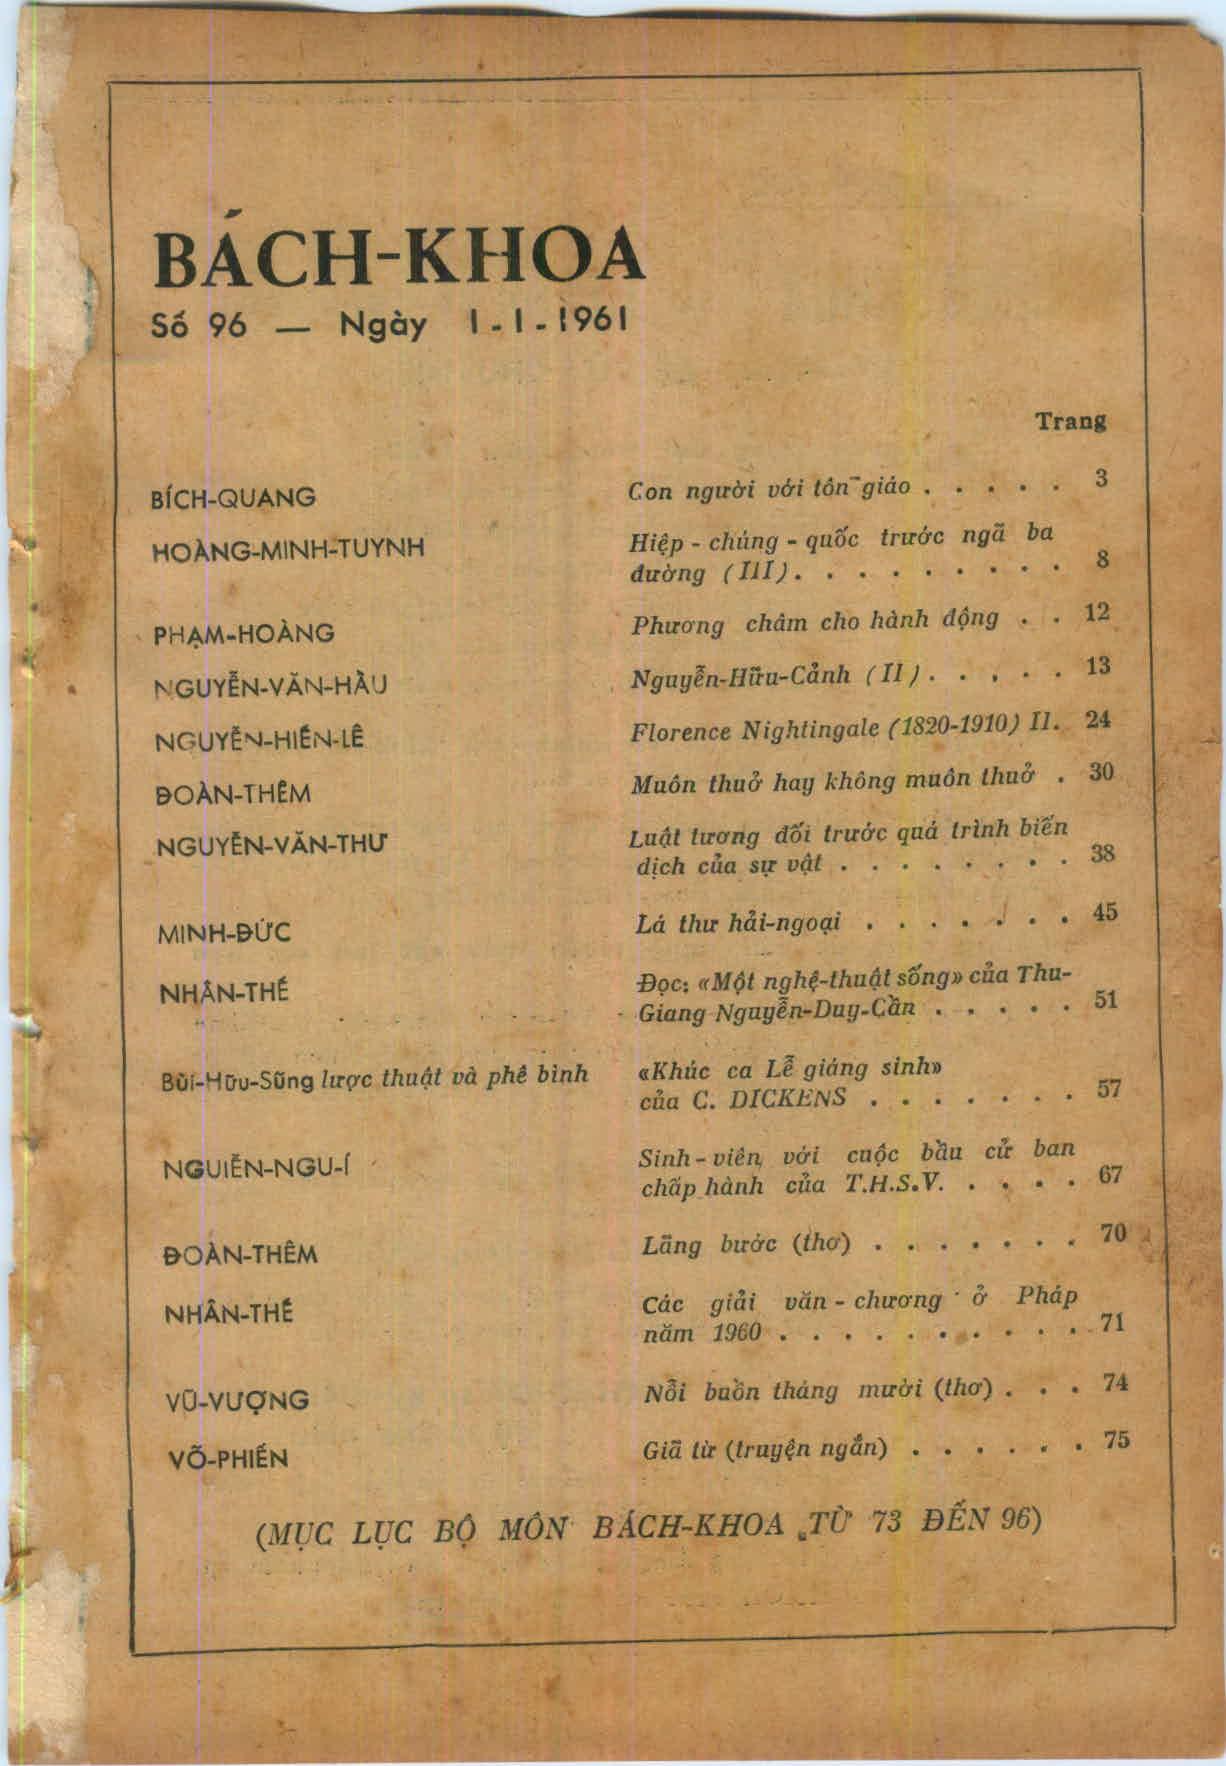 BÁCH-KHOA
Số 96 — Ngày 1-1-1961
Trang
BÍCH-QUANG Con người với tôn giáo . . . . . 3
HOÀNG-MINH-TUYNH Hiệp - chủng - quốc trước ngã ba
đường (III) . . . . . . . . . 8
PHẠM-HOÀNG Phương châm cho hành động . . 12
NGUYỄN-VĂN-HẦU Nguyễn-Hữu-Cảnh (II) . . . . . 13
NGUYỄN-HIẾN-LÊ Florence Nightingale (1820-1910) II. 24
ĐOÀN-THÊM Muôn thuở hay không muôn thuở . 30
NGUYỄN-VĂN-THƯ Luật tương đối trước quá trình biến
dịch của sự vật . . . . . . . . 38
MINH-ĐỨC Lá thư hải-ngoại . . . . . . . 45
NHÂN-THẾ Đọc: «Một nghệ-thuật sống» của Thu-
Giang Nguyễn-Duy-Cần . . . . . 51
Bùi-Hữu-Sũng lược thuật và phê bình «Khúc ca Lễ giáng sinh»
của C. DICKENS . . . . . . . 57
NGUIỄN-NGU-Í Sinh - viên với cuộc bầu cử ban
chấp hành của T.H.S.V. . . . . 67
ĐOÀN-THÊM Lãng bước (thơ) . . . . . . . 70
NHÂN-THẾ Các giải văn - chương ở Pháp
năm 1960 . . . . . . . . . . 71
VŨ-VƯỢNG Nỗi buồn tháng mười (thơ) . . . 74
VÕ-PHIẾN Giã từ (truyện ngắn) . . . . . . 75
(MỤC LỤC BỘ MÔN BÁCH-KHOA TỪ 73 ĐẾN 96)